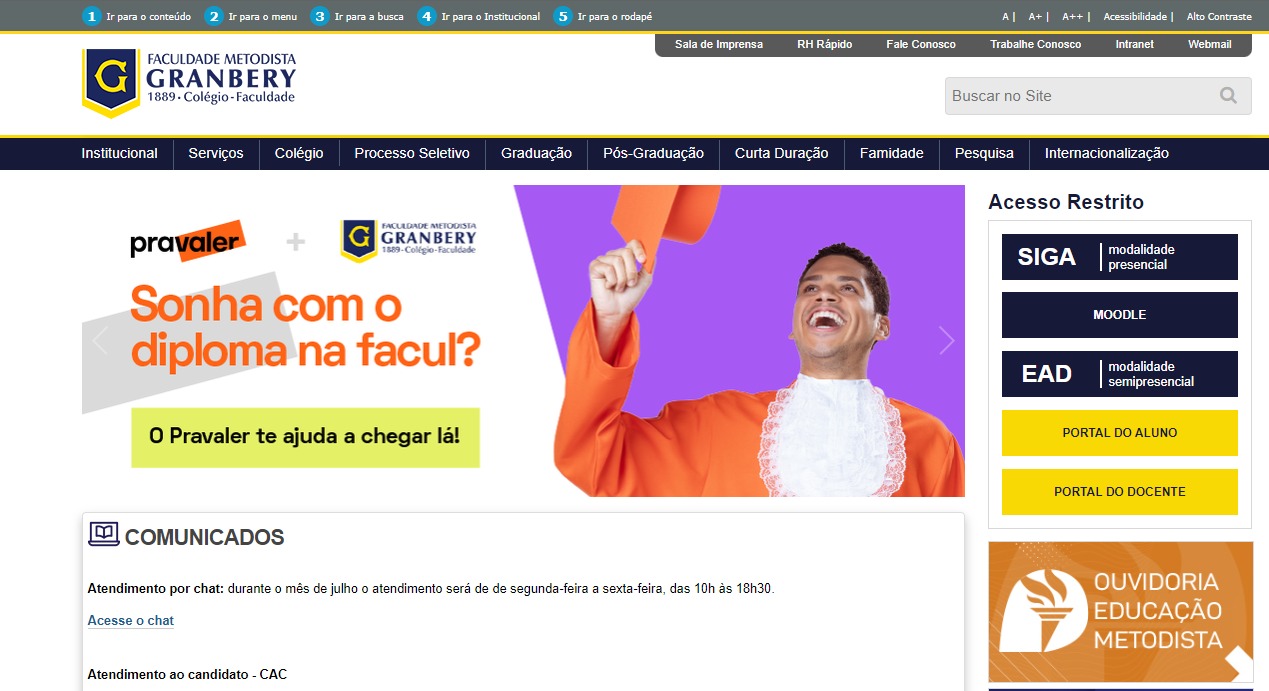 1 Ir para o conteúdo 2 Ir para o menu 3 Ir para a busca 4 Ir para o Institucional 5 Ir para o rodapé
A | A+ | A++ | Acessibilidade | Alto Contraste
Sala de Imprensa RH Rápido Fale Conosco Trabalhe Conosco Intranet Webmail
G
FACULDADE METODISTA
GRANBERY
1889 · Colégio - Faculdade
Buscar no Site
Institucional Serviços Colégio Processo Seletivo Graduação Pós-Graduação Curta Duração Famidade Pesquisa Internacionalização
pravaler +
G
FACULDADE METODISTA
GRANBERY
1889 · Colégio - Faculdade
Sonha com o
diploma na facul?
O Pravaler te ajuda a chegar lá!
Acesso Restrito
SIGA modalidade
presencial
MOODLE
EAD modalidade
semipresencial
PORTAL DO ALUNO
PORTAL DO DOCENTE
OUVIDORIA
EDUCAÇÃO
METODISTA
COMUNICADOS
Atendimento por chat: durante o mês de julho o atendimento será de de segunda-feira a sexta-feira, das 10h às 18h30.
Acesse o chat
Atendimento ao candidato - CAC